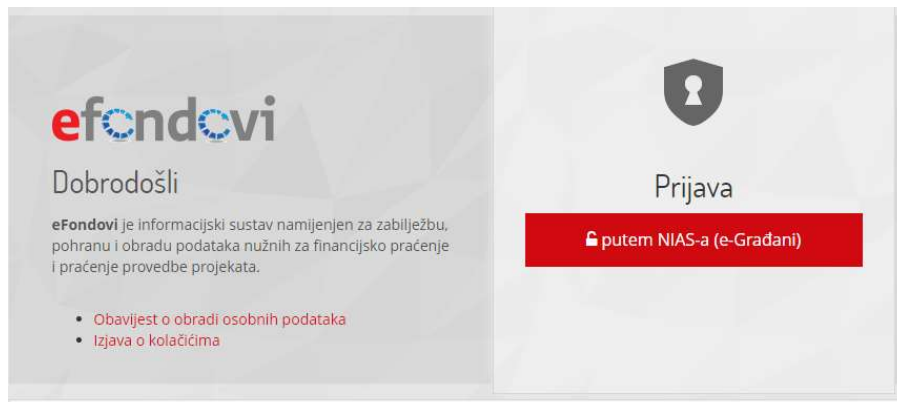 efondovi
Dobrodošli
eFondovi je informacijski sustav namijenjen za zabilježbu,
pohranu i obradu podataka nužnih za financijsko praćenje
i praćenje provedbe projekata.
• Obavijest o obradi osobnih podataka
• Izjava o kolačićima
Prijava
putem NIAS-a (e-Građani)